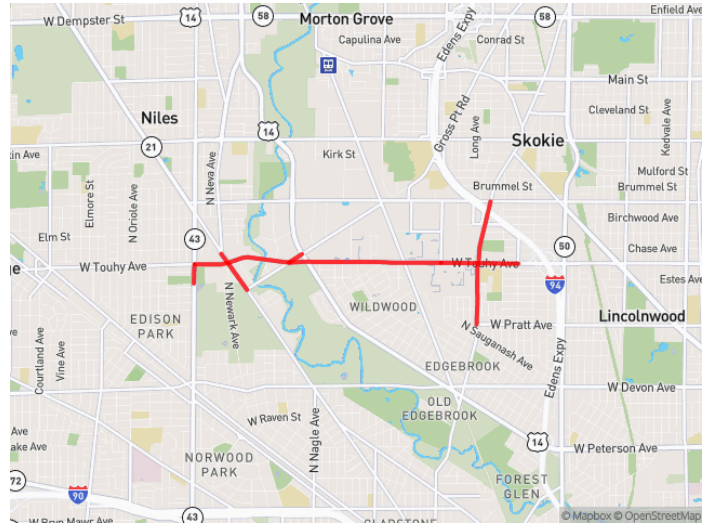 W Dempster St
14
58
Morton Grove
Capulina Ave
Edens Expy
Conrad St
58
Enfield Ave
Main St
Cleveland St
Kedvale Ave
Niles
21
14
Kirk St
Gross Pt Rd
Long Ave
Skokie
Mulford St
Brummel St
Brummel St
Birchwood Ave
N Neva Ave
N Oriole Ave
Elmore St
Elm St
43
W Touhy Ave
W Touhy Ave
50
Chase Ave
94
Estes Ave
EDISON
PARK
N Newark Ave
WILDWOOD
W Pratt Ave
Lincolnwood
N Sauganash Ave
Courtland Ave
Vine Ave
EDGEBROOK
Edens Expy
W Devon Ave
OLD
EDGEBROOK
W Raven St
N Nagle Ave
14
W Peterson Ave
NORWOOD
PARK
FOREST
GLEN
72
90
43
© Mapbox © OpenStreetMap